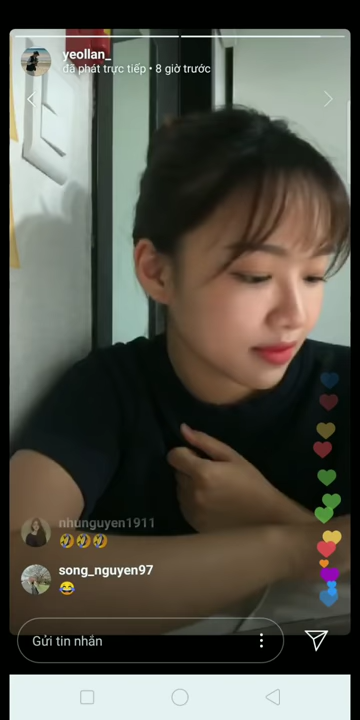 yeollan_
đã phát trực tiếp • 8 giờ trước
nhunguyen1911
🤣🤣🤣
song_nguyen97
😂
Gửi tin nhắn